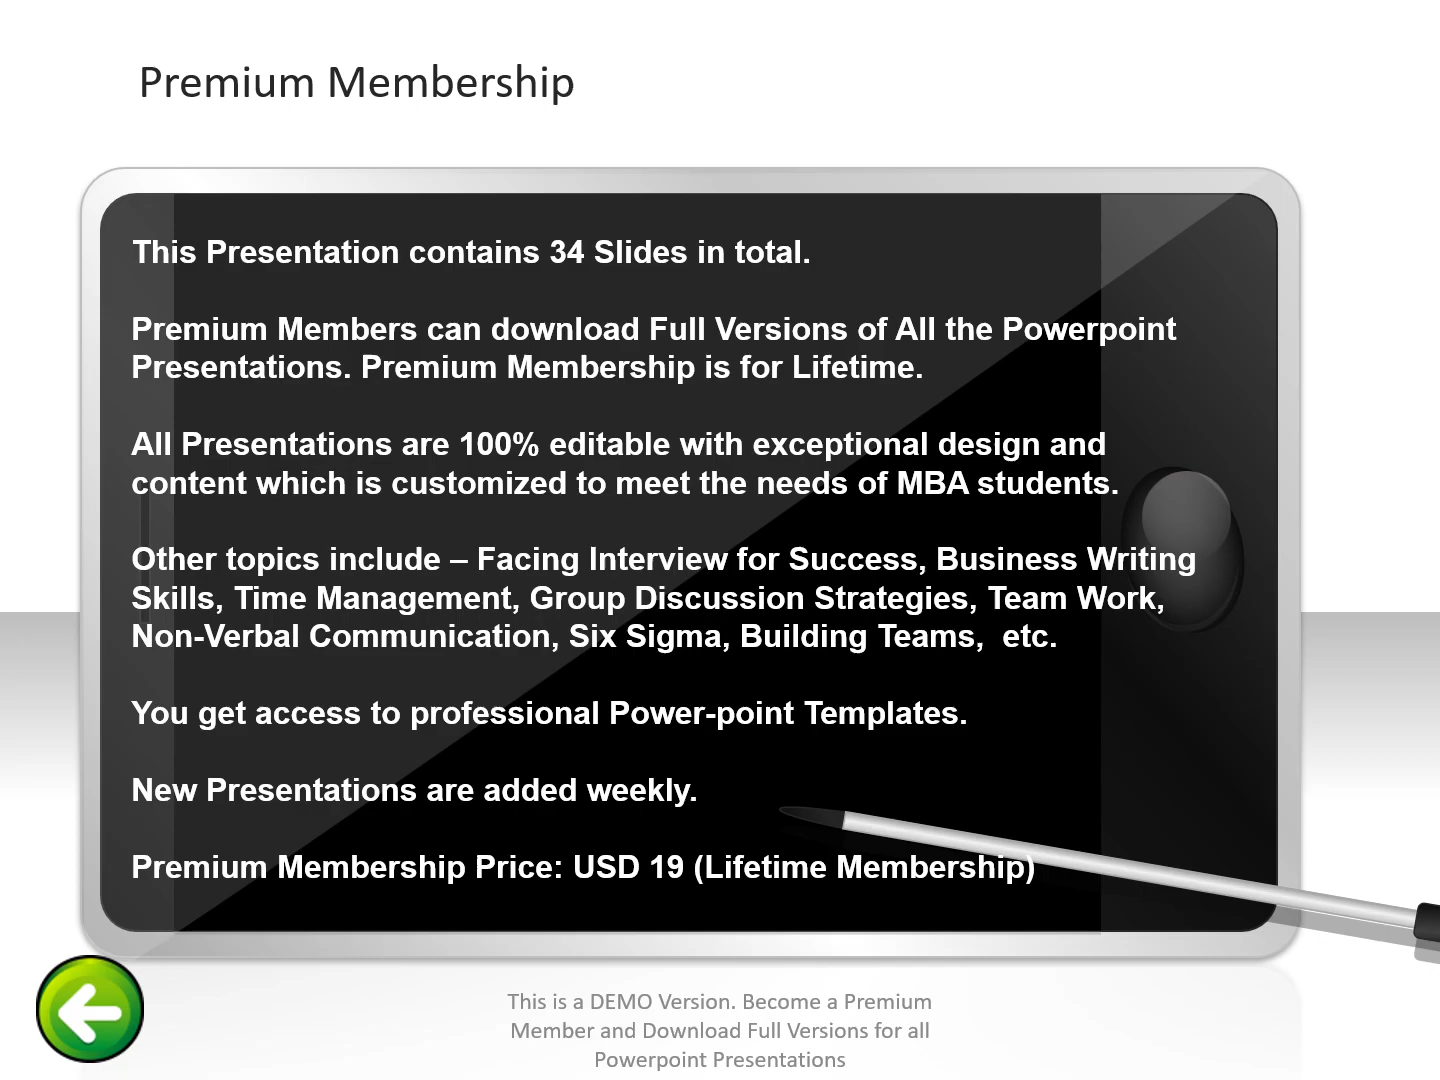 Premium Membership
This Presentation contains 34 Slides in total.
Premium Members can download Full Versions of All the Powerpoint
Presentations. Premium Membership is for Lifetime.
All Presentations are 100% editable with exceptional design and
content which is customized to meet the needs of MBA students.
Other topics include – Facing Interview for Success, Business Writing
Skills, Time Management, Group Discussion Strategies, Team Work,
Non-Verbal Communication, Six Sigma, Building Teams,  etc.
You get access to professional Power-point Templates.
New Presentations are added weekly.
Premium Membership Price: USD 19 (Lifetime Membership)
This is a DEMO Version. Become a Premium
Member and Download Full Versions for all
Powerpoint Presentations